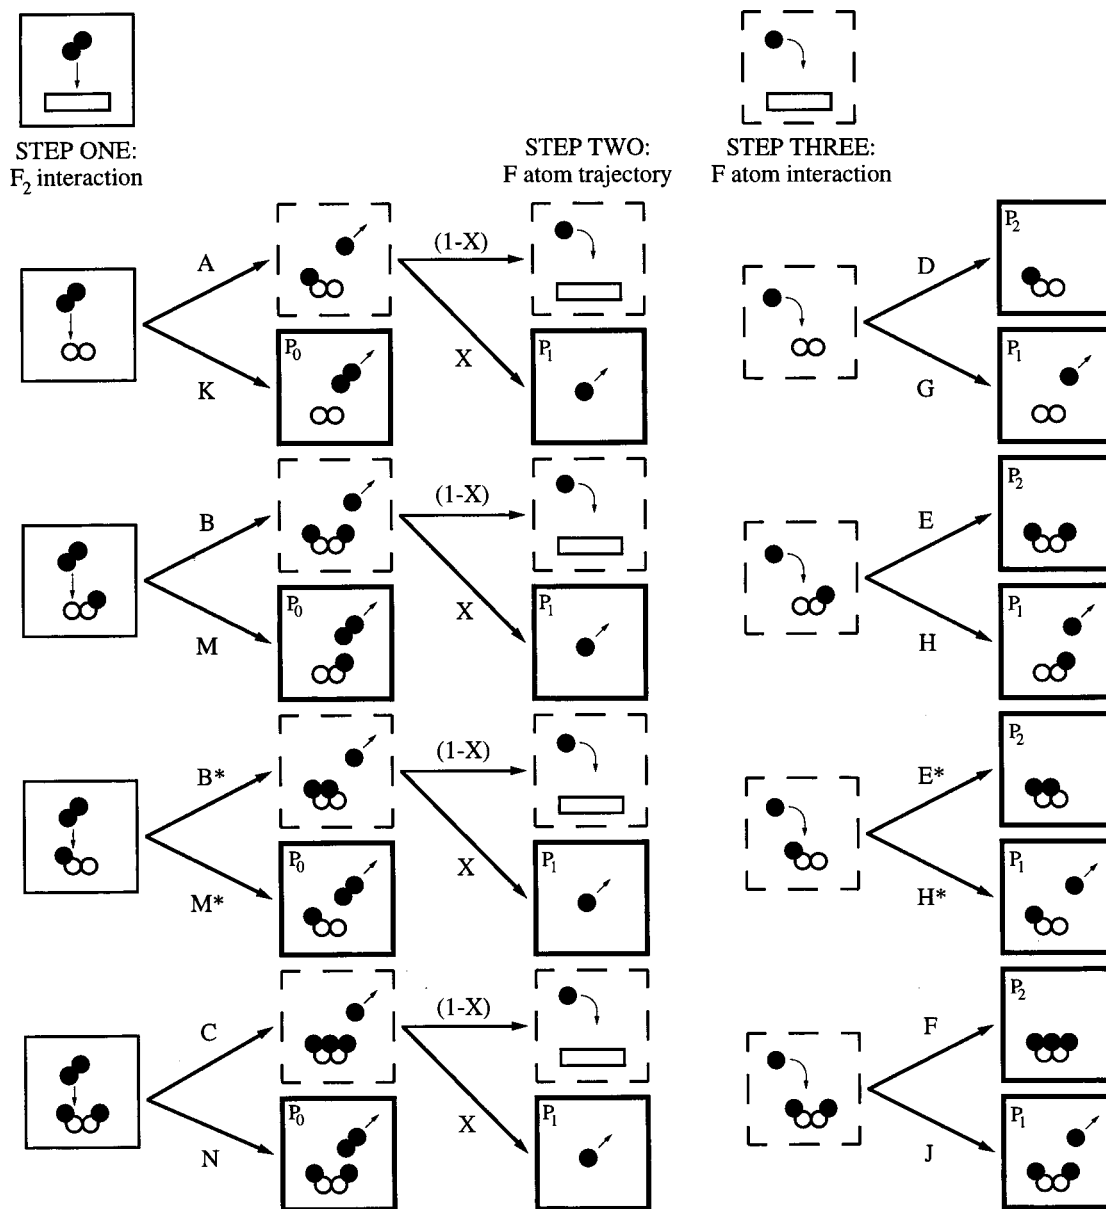 STEP ONE:
F2 interaction
STEP TWO:
F atom trajectory
STEP THREE:
F atom interaction
A
(1-X)
K
P0
X
P1
D
P2
G
P1
B
(1-X)
M
P0
X
P1
E
P2
H
P1
B*
(1-X)
M*
P0
X
P1
E*
P2
H*
P1
C
(1-X)
N
P0
X
P1
F
P2
J
P1